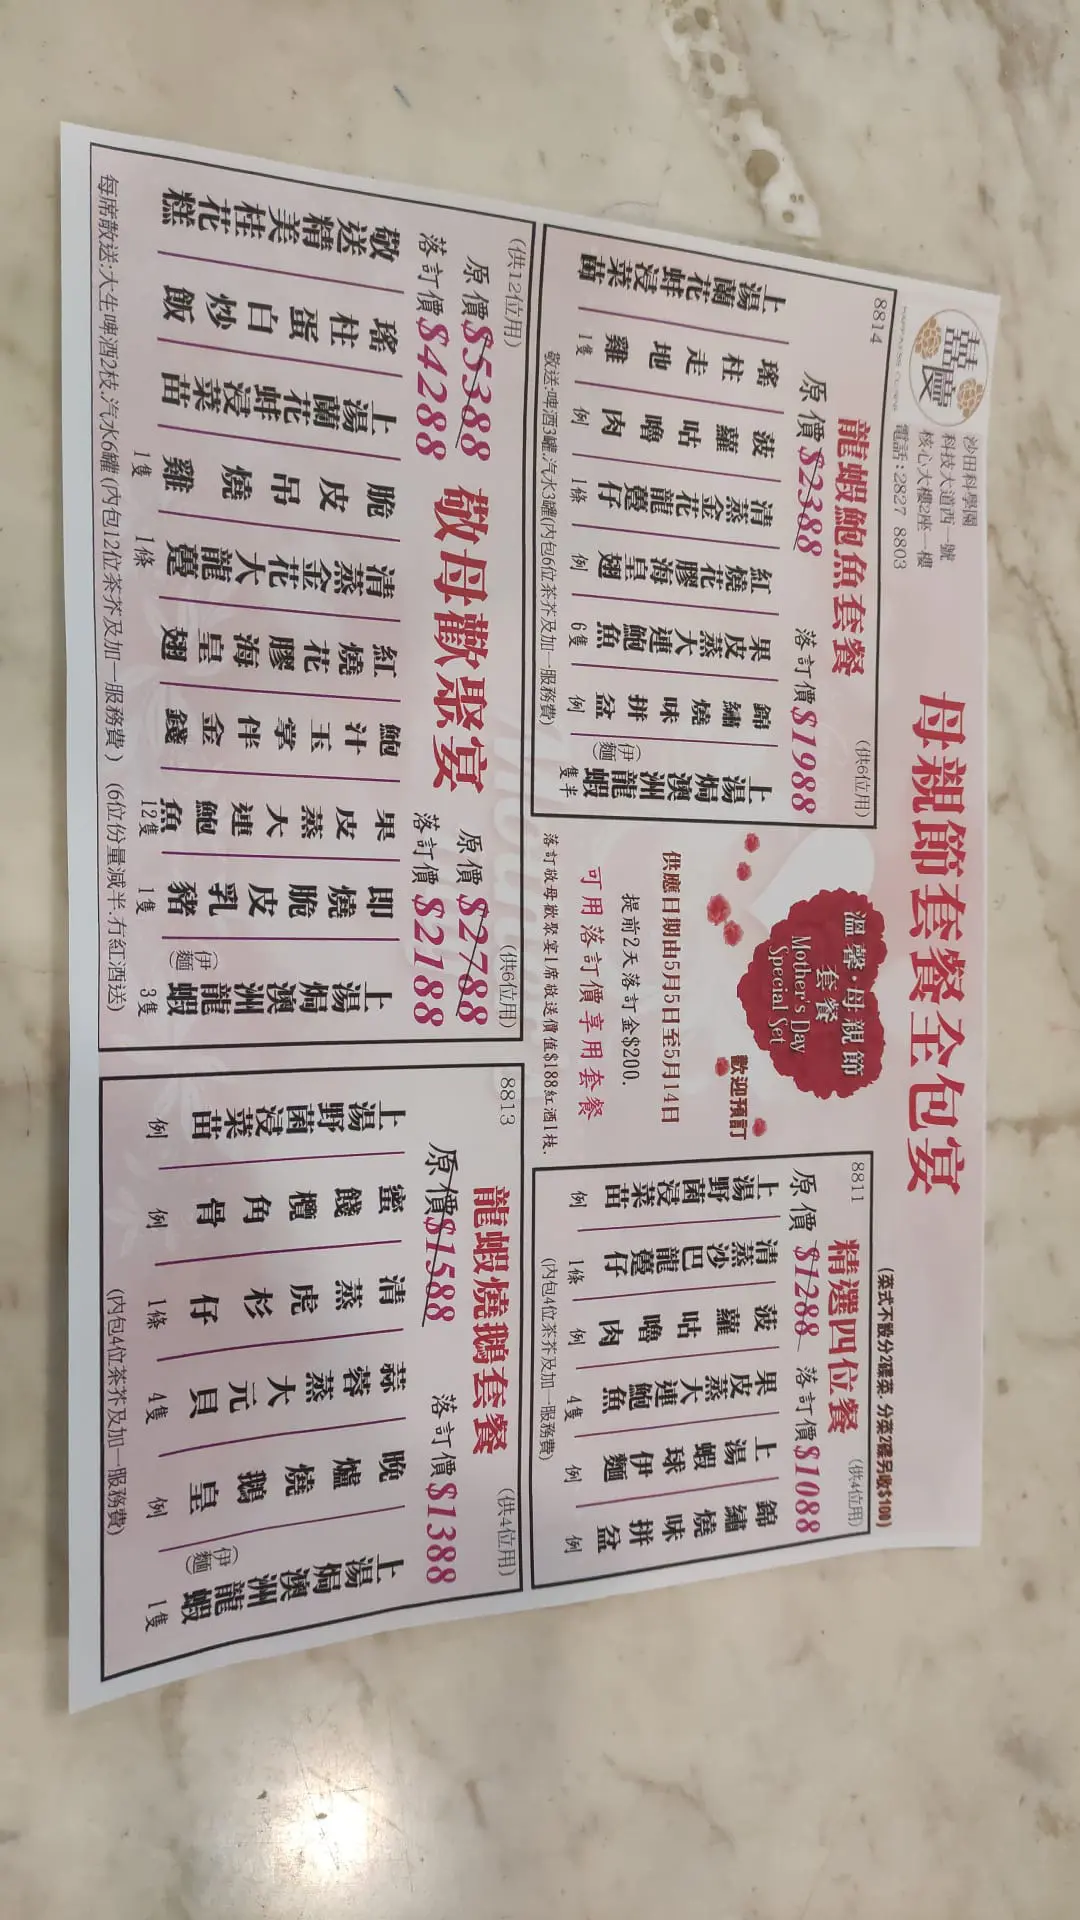 囍慶
沙田科學園
科技大道西一號
核心大樓2座一樓
電話:2827 8803
母親節套餐全包宴
(菜式不設分2碟菜. 分菜2碟另收$100)
8814
龍蝦鮑魚套餐
(供6位用)
原價$2388
落訂價$1988
上湯焗澳洲龍蝦 (伊麵) 隻半
錦繡燒味拼盆 例
果皮蒸大連鮑魚 6隻
紅燒花膠海皇翅 例
清蒸金花龍躉仔 1條
菠蘿咕嚕肉 例
瑤柱走地雞 1隻
上湯蘭花蚌浸菜苗
敬送:啤酒3罐,汽水3罐(內包6位茶芥及加一服務費)
溫馨·母親節
套餐
Mother's Day
Special Set
歡迎預訂
供應日期由5月5日至5月14日
提前2天落訂金$200.
可用落訂價享用套餐
落訂敬母歡聚宴1席敬送價值$188紅酒1枝.
8811
精選四位餐
(供4位用)
原價$1288
落訂價$1088
錦繡燒味拼盆 例
上湯蝦球伊麵 例
果皮蒸大連鮑魚 4隻
菠蘿咕嚕肉 例
清蒸沙巴龍躉仔 1條
上湯野菌浸菜苗 例
(內包4位茶芥及加一服務費)
(供12位用)
原價$5388
落訂價$4288
敬母歡聚宴
(供6位用)
原價$2788
落訂價$2188
上湯焗澳洲龍蝦 (伊麵) 3隻
即燒脆皮乳豬 1隻
果皮蒸大連鮑魚 12隻
鮑汁玉掌伴金錢
紅燒花膠海皇翅
清蒸金花大龍躉 1條
脆皮吊燒雞 1隻
上湯蘭花蚌浸菜苗
瑤柱蛋白炒飯
敬送精美桂花糕
每席敬送:大生啤酒2枝,汽水6罐(內包12位茶芥及加一服務費) (6位份量減半.冇紅酒送)
8813
龍蝦燒鵝套餐
(供4位用)
原價$1588
落訂價$1388
上湯焗澳洲龍蝦 (伊麵) 1隻
晚爐燒鵝皇 例
蒜蓉蒸大元貝 4隻
清蒸虎杉仔 1條
蜜餞欖角骨 例
上湯野菌浸菜苗 例
(內包4位茶芥及加一服務費)